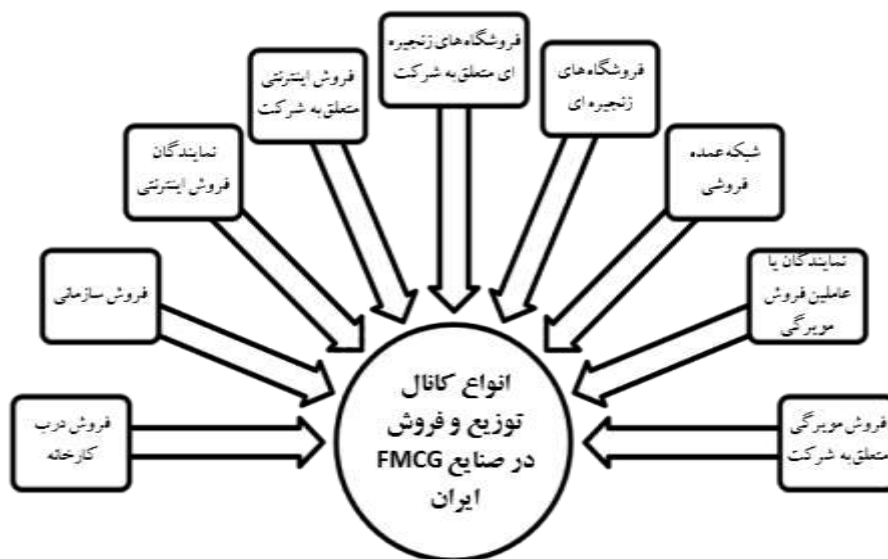 فروشگاه های زنجیره
ای متعلق به شرکت
فروشگاه های
زنجیره ای
فروش اینترنتی
متعلق به شرکت
شبکه عمده
فروشی
نمایندگان
فروش اینترنتی
نمایندگان یا
عاملین فروش
مویرگی
فروش سازمانی
فروش مویرگی
متعلق به شرکت
فروش درب
کارخانه
انواع کانال
توزیع و فروش
در صنایع FMCG
ایران